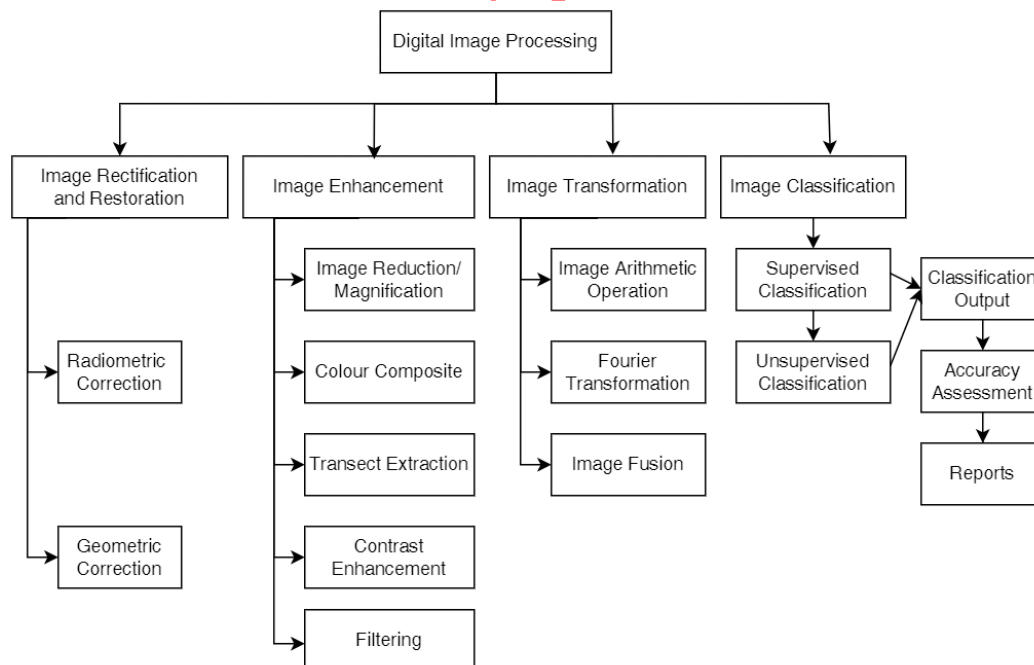 Digital Image Processing
Image Rectification
and Restoration
Image Enhancement
Image Transformation
Image Classification
Image Reduction/
Magnification
Image Arithmetic
Operation
Supervised
Classification
Classification
Output
Radiometric
Correction
Colour Composite
Fourier
Transformation
Unsupervised
Classification
Accuracy
Assessment
Transect Extraction
Image Fusion
Reports
Geometric
Correction
Contrast
Enhancement
Filtering